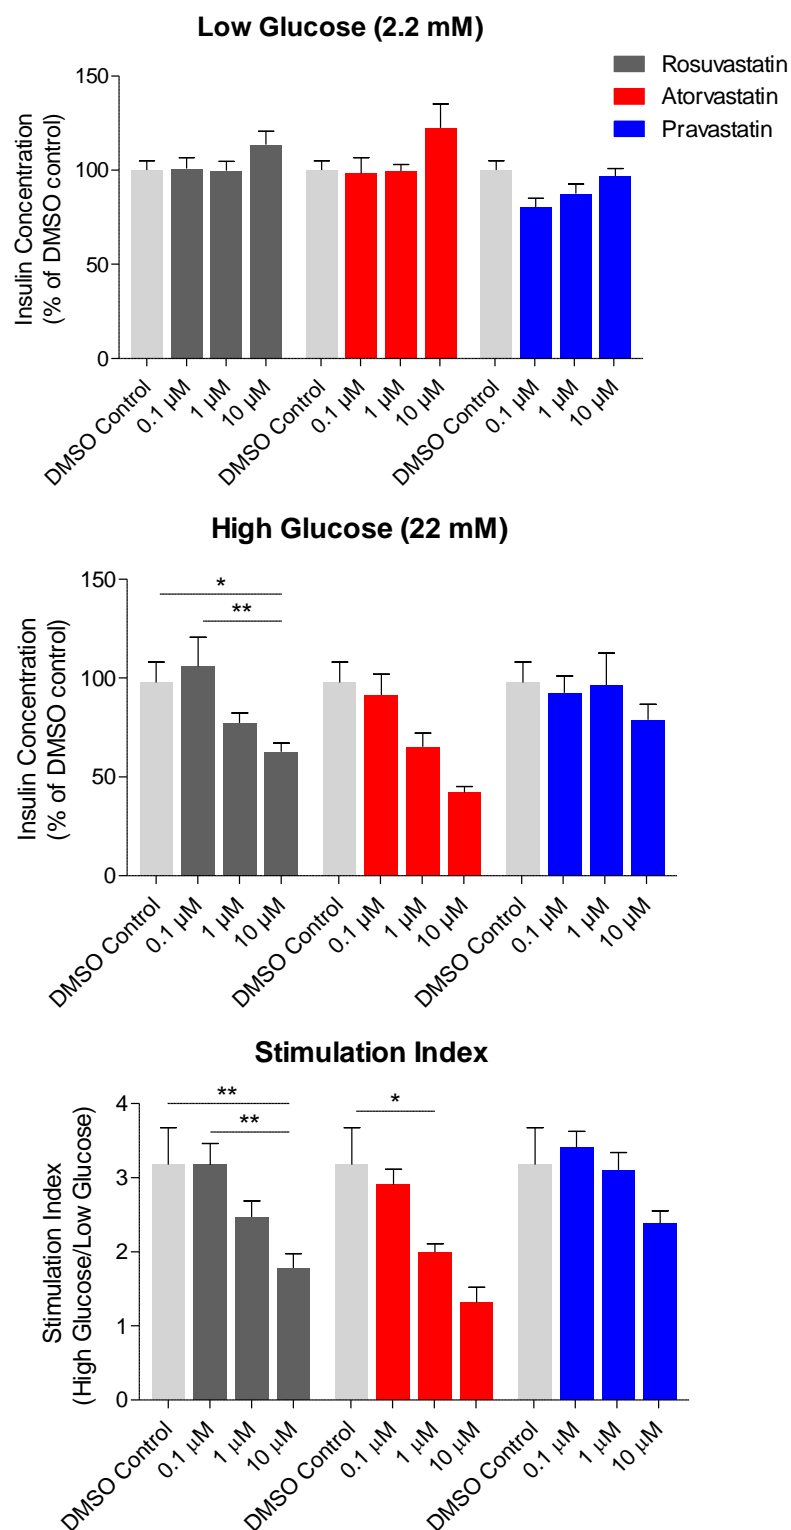 Low Glucose (2.2 mM)
Rosuvastatin
Atorvastatin
Pravastatin
Insulin Concentration
(% of DMSO control)
150
100
50
0
DMSO Control
0.1 µM
1 µM
10 µM
DMSO Control
0.1 µM
1 µM
10 µM
DMSO Control
0.1 µM
1 µM
10 µM
High Glucose (22 mM)
Insulin Concentration
(% of DMSO control)
150
100
50
0
*
**
DMSO Control
0.1 µM
1 µM
10 µM
DMSO Control
0.1 µM
1 µM
10 µM
DMSO Control
0.1 µM
1 µM
10 µM
Stimulation Index
Stimulation Index
(High Glucose/Low Glucose)
4
3
2
1
0
**
**
*
DMSO Control
0.1 µM
1 µM
10 µM
DMSO Control
0.1 µM
1 µM
10 µM
DMSO Control
0.1 µM
1 µM
10 µM